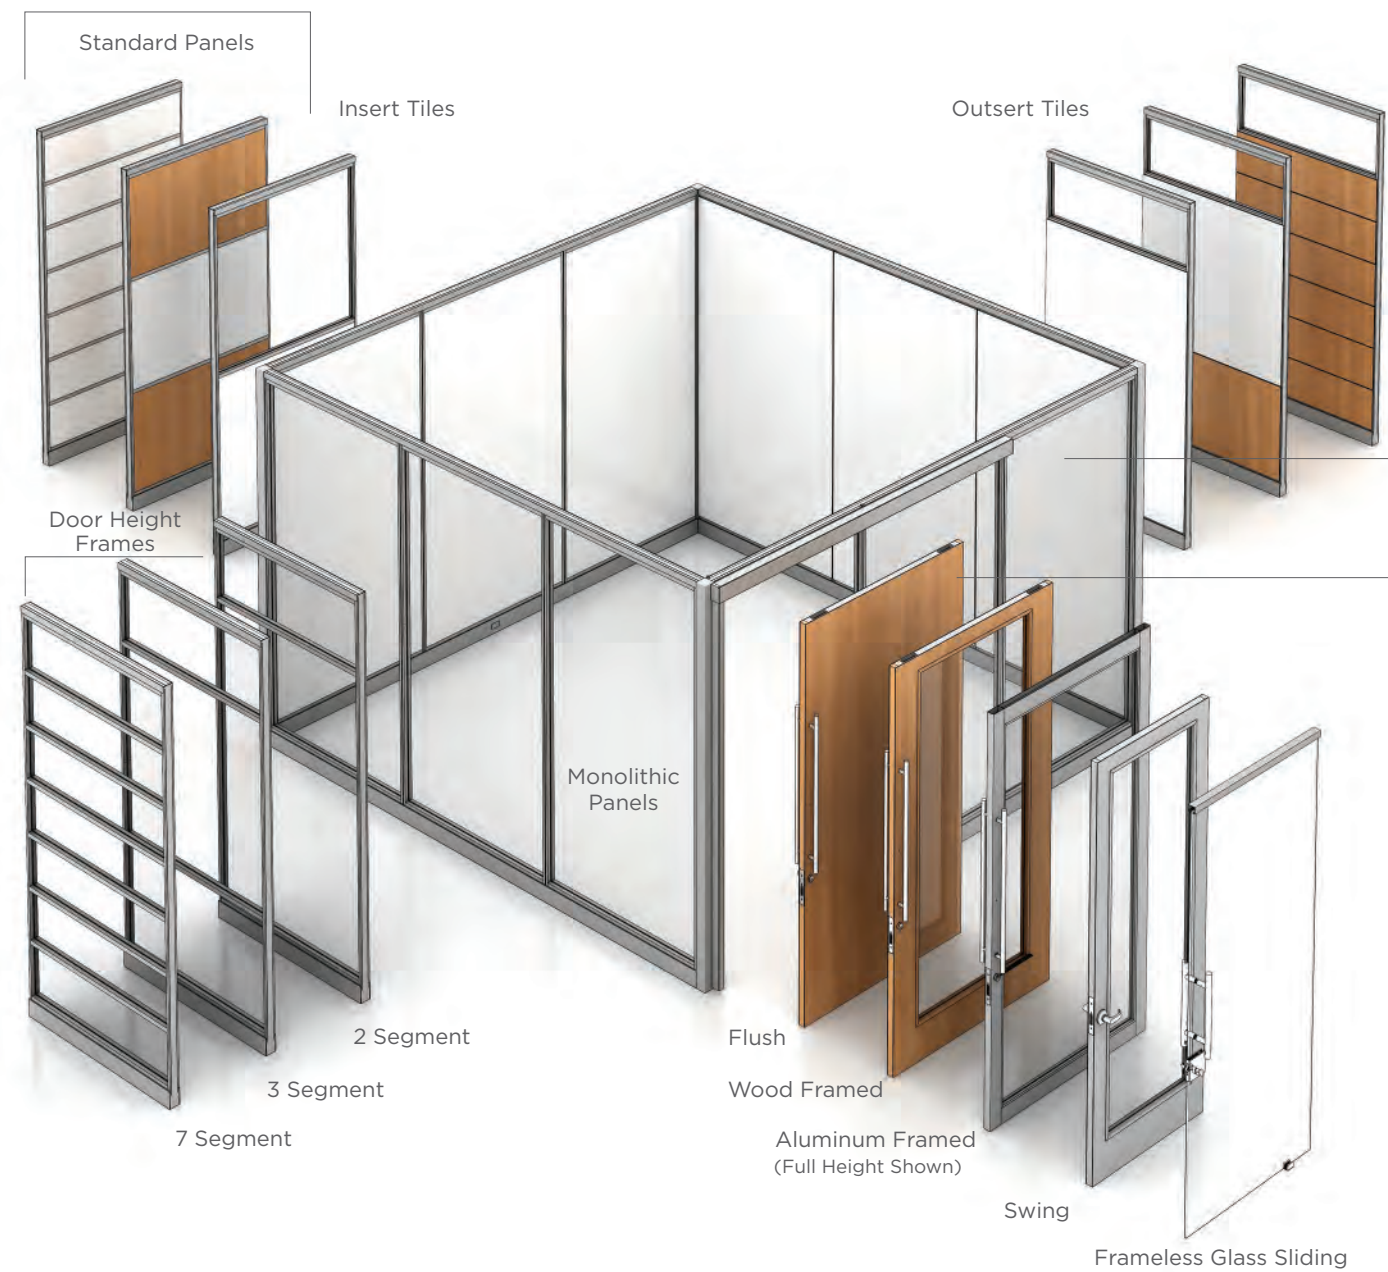 Standard Panels
Insert Tiles
Outsert Tiles
Door Height
Frames
Monolithic
Panels
2 Segment
3 Segment
7 Segment
Flush
Wood Framed
Aluminum Framed
(Full Height Shown)
Swing
Frameless Glass Sliding